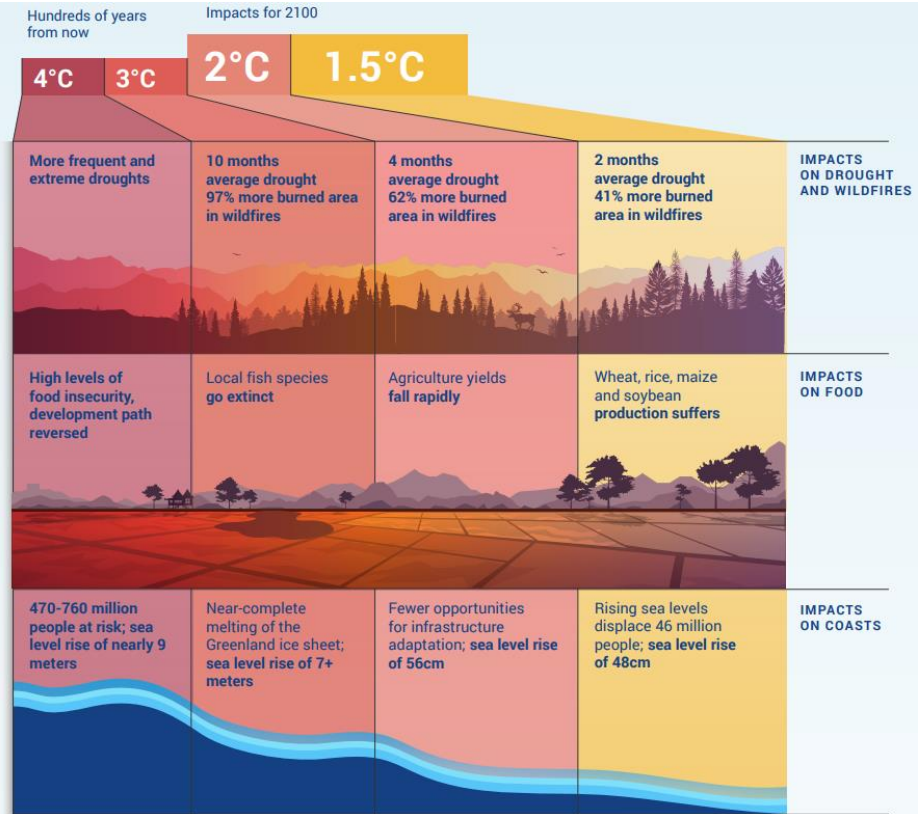 Hundreds of years
from now
Impacts for 2100
4°C
3°C
2°C
1.5°C
More frequent and
extreme droughts
10 months
average drought
97% more burned area
in wildfires
4 months
average drought
62% more burned
area in wildfires
2 months
average drought
41% more burned
area in wildfires
IMPACTS
ON DROUGHT
AND WILDFIRES
High levels of
food insecurity,
development path
reversed
Local fish species
go extinct
Agriculture yields
fall rapidly
Wheat, rice, maize
and soybean
production suffers
IMPACTS
ON FOOD
470-760 million
people at risk; sea
level rise of nearly 9
meters
Near-complete
melting of the
Greenland ice sheet;
sea level rise of 7+
meters
Fewer opportunities
for infrastructure
adaptation; sea level rise
of 56cm
Rising sea levels
displace 46 million
people; sea level rise
of 48cm
IMPACTS
ON COASTS